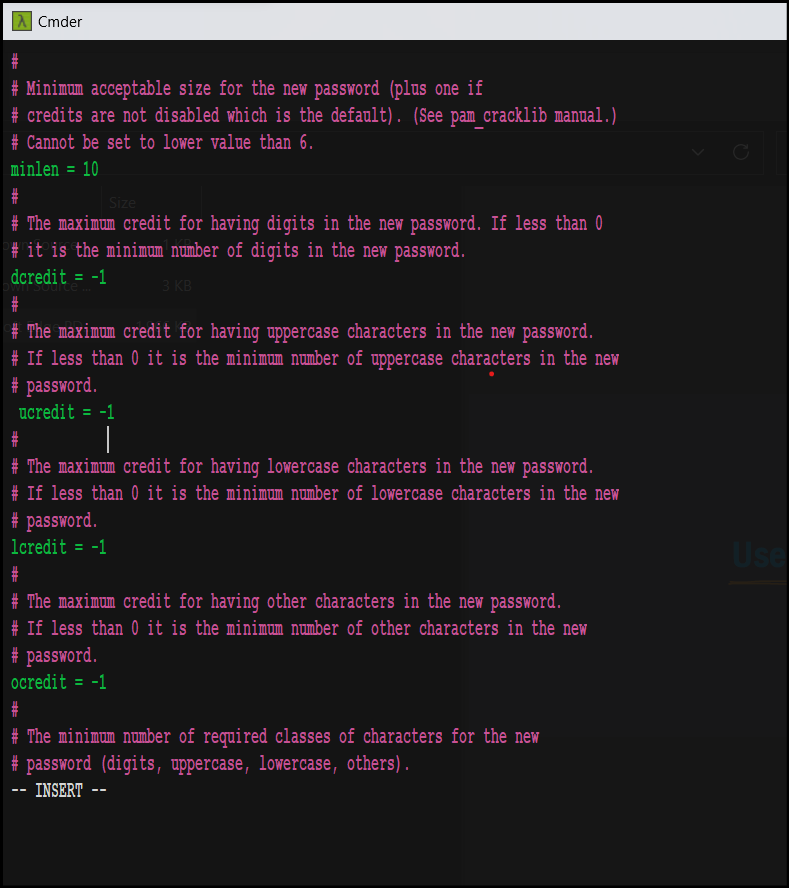 Cmder
#
# Minimum acceptable size for the new password (plus one if
# credits are not disabled which is the default). (See pam_cracklib manual.)
# Cannot be set to lower value than 6.
minlen = 10
#
Size
# The maximum credit for having digits in the new password. If less than 0
# it is the minimum number of digits in the new password.
dcredit = -1
3 KB
#
# The maximum credit for having uppercase characters in the new password.
# If less than 0 it is the minimum number of uppercase characters in the new
# password.
ucredit = -1
#
# The maximum credit for having lowercase characters in the new password.
# If less than 0 it is the minimum number of lowercase characters in the new
# password.
lcredit = -1
Use
#
# The maximum credit for having other characters in the new password.
# If less than 0 it is the minimum number of other characters in the new
# password.
ocredit = -1
#
# The minimum number of required classes of characters for the new
# password (digits, uppercase, lowercase, others).
-- INSERT --